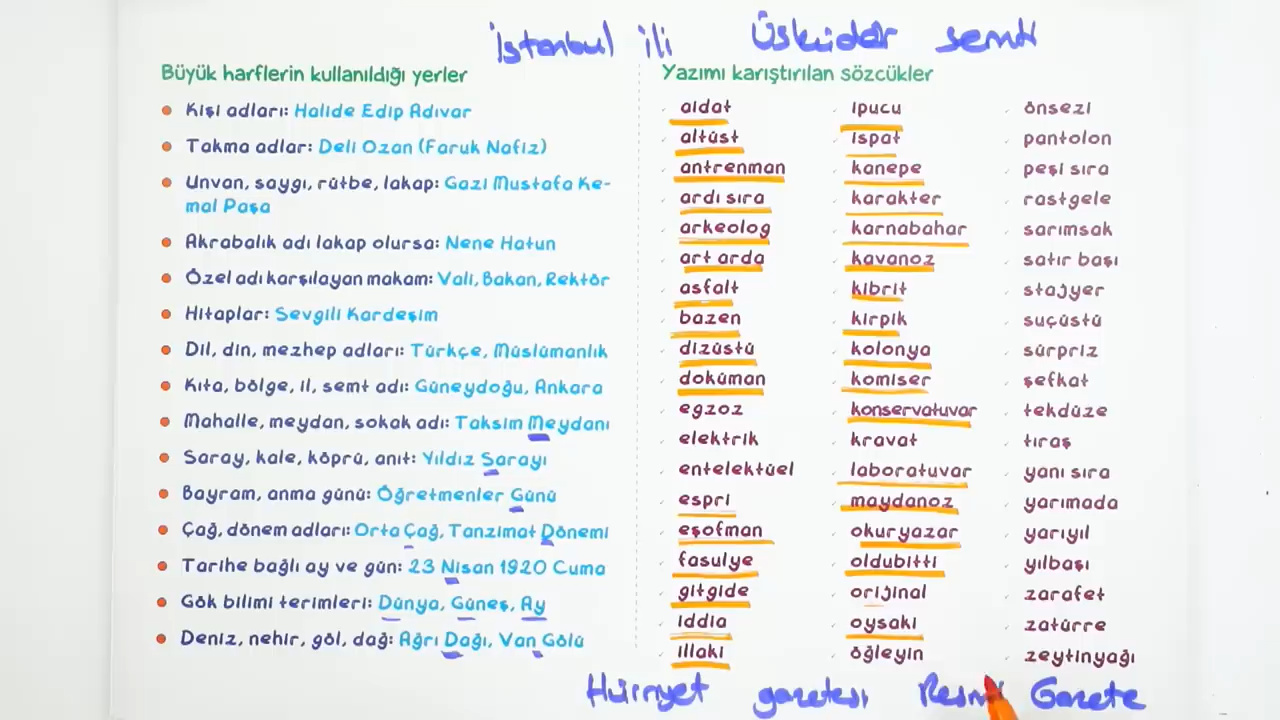 İstanbul ili Üsküdar semti
Büyük harflerin kullanıldığı yerler
Kişi adları: Halide Edip Adıvar
Takma adlar: Deli Ozan (Faruk Nafiz)
Unvan, saygı, rütbe, lakap: Gazi Mustafa Ke-
mal Paşa
Akrabalık adı lakap olursa: Nene Hatun
Özel adı karşılayan makam: Vali, Bakan, Rektör
Hitaplar: Sevgili Kardeşim
Dil, din, mezhep adları: Türkçe, Müslümanlık
Kıta, bölge, il, semt adı: Güneydoğu, Ankara
Mahalle, meydan, sokak adı: Taksim Meydanı
Saray, kale, köprü, anıt: Yıldız Sarayı
Bayram, anma günü: Öğretmenler Günü
Çağ, dönem adları: Orta Çağ, Tanzimat Dönemi
Tarihe bağlı ay ve gün: 23 Nisan 1920 Cuma
Gök bilimi terimleri: Dünya, Güneş, Ay
Deniz, nehir, göl, dağ: Ağrı Dağı, Van Gölü
Yazımı karıştırılan sözcükler
aidat
altüst
antrenman
ardı sıra
arkeolog
art arda
asfalt
bazen
dizüstü
doküman
egzoz
elektrik
entelektüel
espri
eşofman
fasulye
gitgide
iddia
illaki
ipucu
ispat
kanepe
karakter
karnabahar
kavanoz
kibrit
kirpik
kolonya
komiser
konservatuvar
kravat
laboratuvar
maydanoz
okuryazar
oldubitti
orijinal
oysaki
öğleyin
önsezi
pantolon
peşi sıra
rastgele
sarımsak
satır başı
stajyer
suçüstü
sürpriz
şefkat
tekdüze
tıraş
yanı sıra
yarımada
yarıyıl
yılbaşı
zarafet
zatürre
zeytinyağı
Hürriyet gazetesi Resmî Gazete